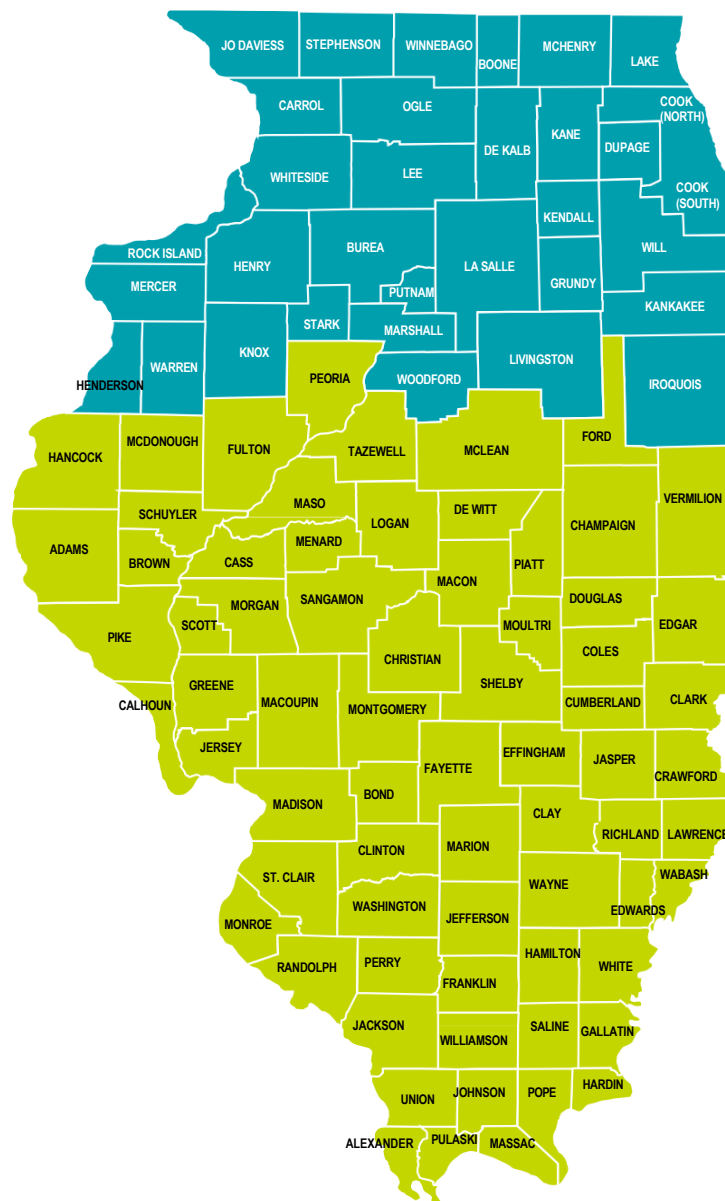 JO DAVIESS
STEPHENSON
WINNEBAGO
BOONE
MCHENRY
LAKE
CARROL
OGLE
DE KALB
KANE
COOK
(NORTH)
DUPAGE
WHITESIDE
LEE
COOK
(SOUTH)
KENDALL
ROCK ISLAND
HENRY
BUREA
LA SALLE
WILL
MERCER
PUTNAM
GRUNDY
KANKAKEE
STARK
MARSHALL
HENDERSON
WARREN
KNOX
PEORIA
WOODFORD
LIVINGSTON
IROQUOIS
HANCOCK
MCDONOUGH
FULTON
TAZEWELL
MCLEAN
FORD
VERMILION
SCHUYLER
MASO
LOGAN
DE WITT
CHAMPAIGN
ADAMS
BROWN
CASS
MENARD
MACON
PIATT
PIKE
SCOTT
MORGAN
SANGAMON
MOULTRI
DOUGLAS
EDGAR
CHRISTIAN
COLES
GREENE
SHELBY
CALHOUN
MACOUPIN
MONTGOMERY
CUMBERLAND
CLARK
JERSEY
FAYETTE
EFFINGHAM
JASPER
CRAWFORD
MADISON
BOND
CLAY
RICHLAND
LAWRENCE
CLINTON
MARION
ST. CLAIR
WAYNE
WABASH
EDWARDS
MONROE
WASHINGTON
JEFFERSON
RANDOLPH
PERRY
FRANKLIN
HAMILTON
WHITE
JACKSON
WILLIAMSON
SALINE
GALLATIN
UNION
JOHNSON
POPE
HARDIN
ALEXANDER
PULASKI
MASSAC